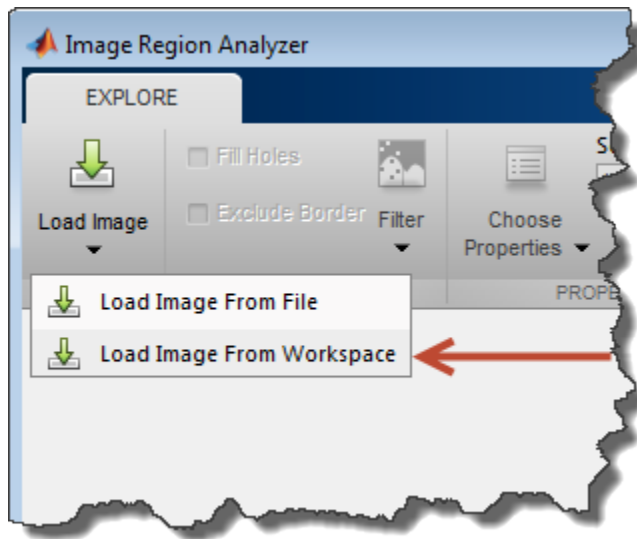 Image Region Analyzer
EXPLORE
Load Image
Fill Holes
Exclude Border
Filter
Choose
Properties
Load Image From File
Load Image From Workspace